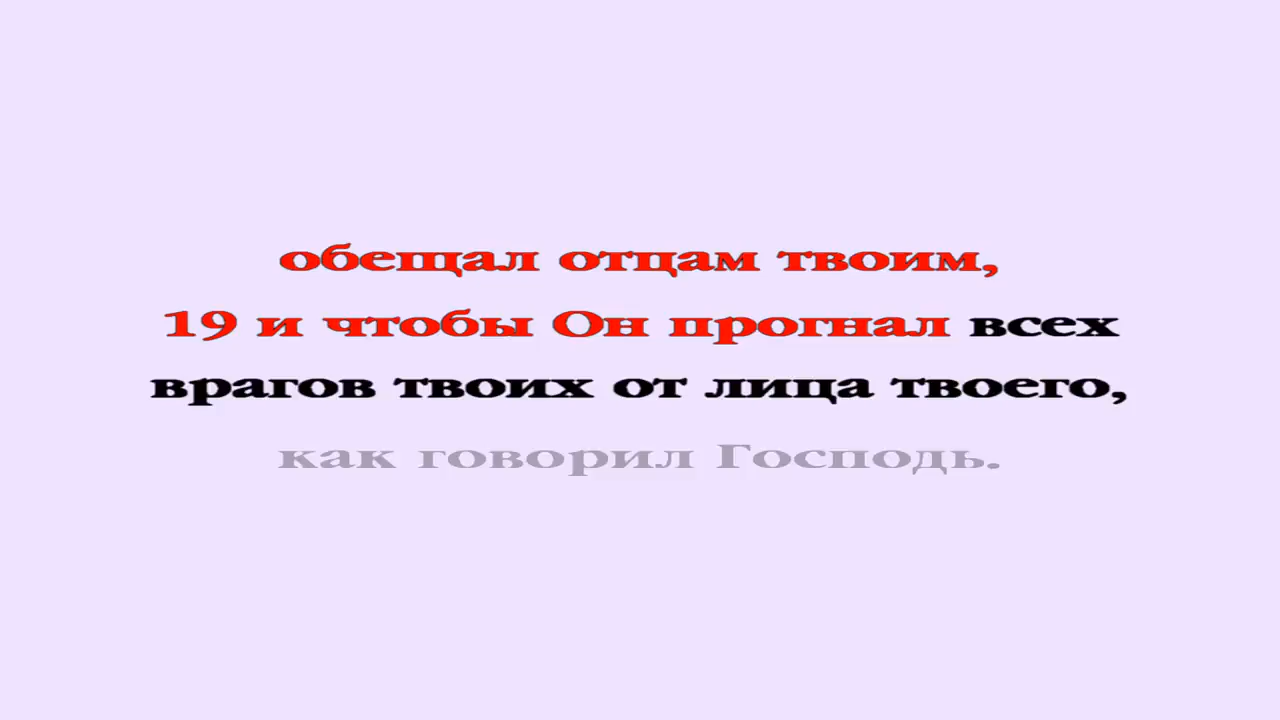 обещал отцам твоим,
19 и чтобы Он прогнал всех
врагов твоих от лица твоего,
как говорил Господь.